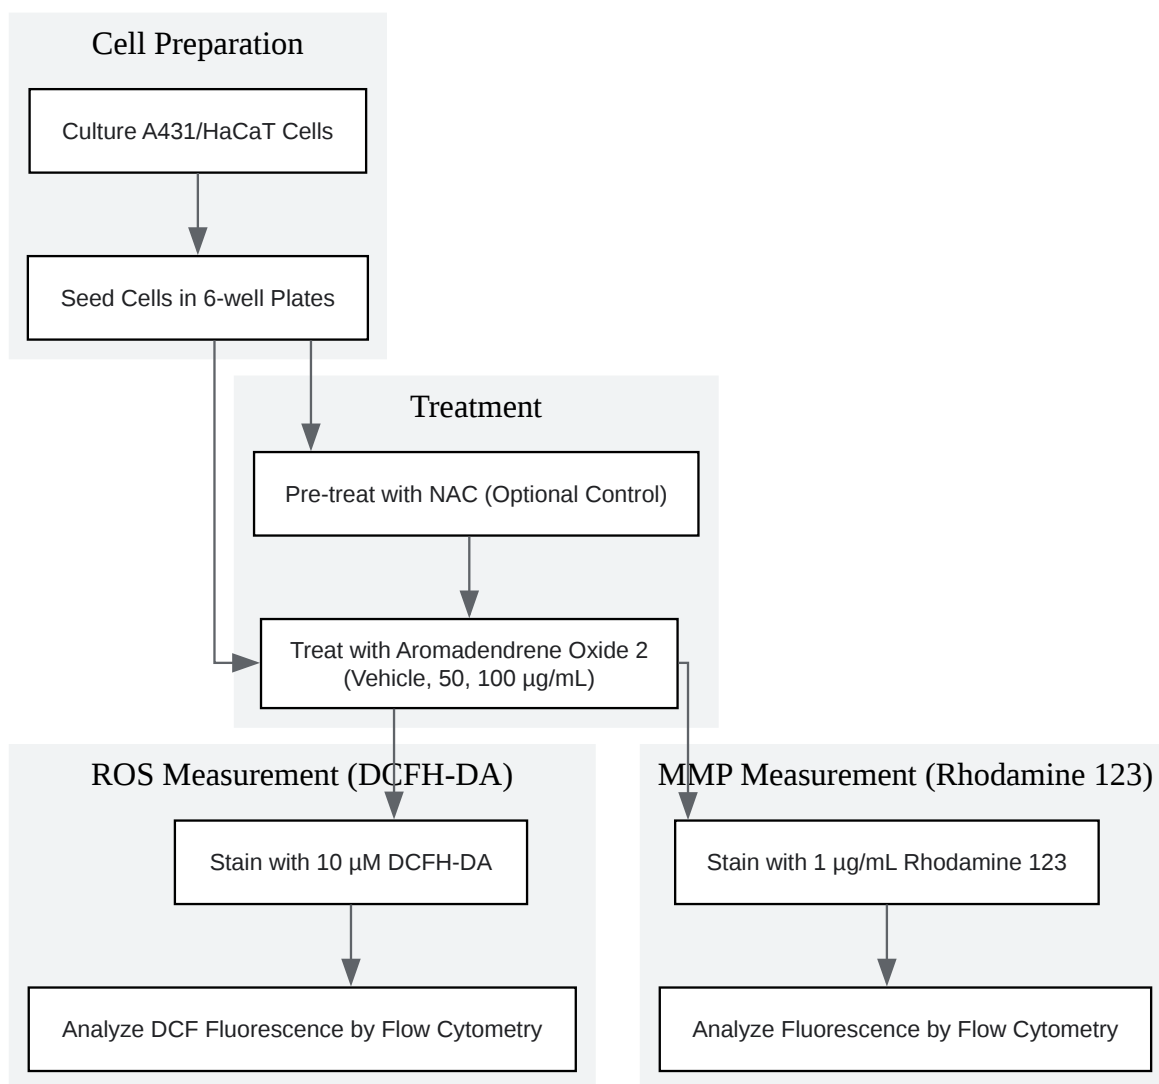 Cell Preparation
Culture A431/HaCaT Cells
Seed Cells in 6-well Plates
Treatment
Pre-treat with NAC (Optional Control)
Treat with Aromadendrene Oxide 2
(Vehicle, 50, 100 µg/mL)
ROS Measurement (DCFH-DA)
Stain with 10 µM DCFH-DA
Analyze DCF Fluorescence by Flow Cytometry
MMP Measurement (Rhodamine 123)
Stain with 1 µg/mL Rhodamine 123
Analyze Fluorescence by Flow Cytometry